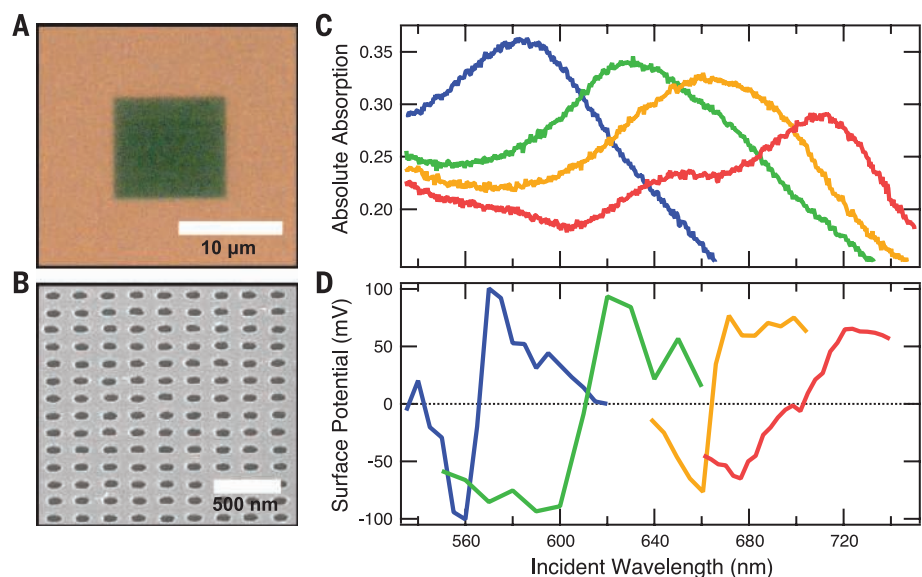 A
10 µm
B
500 nm
C
0.35
0.30
0.25
0.20
Absolute Absorption
D
100
50
0
-50
-100
Surface Potential (mV)
560
600
640
680
720
Incident Wavelength (nm)